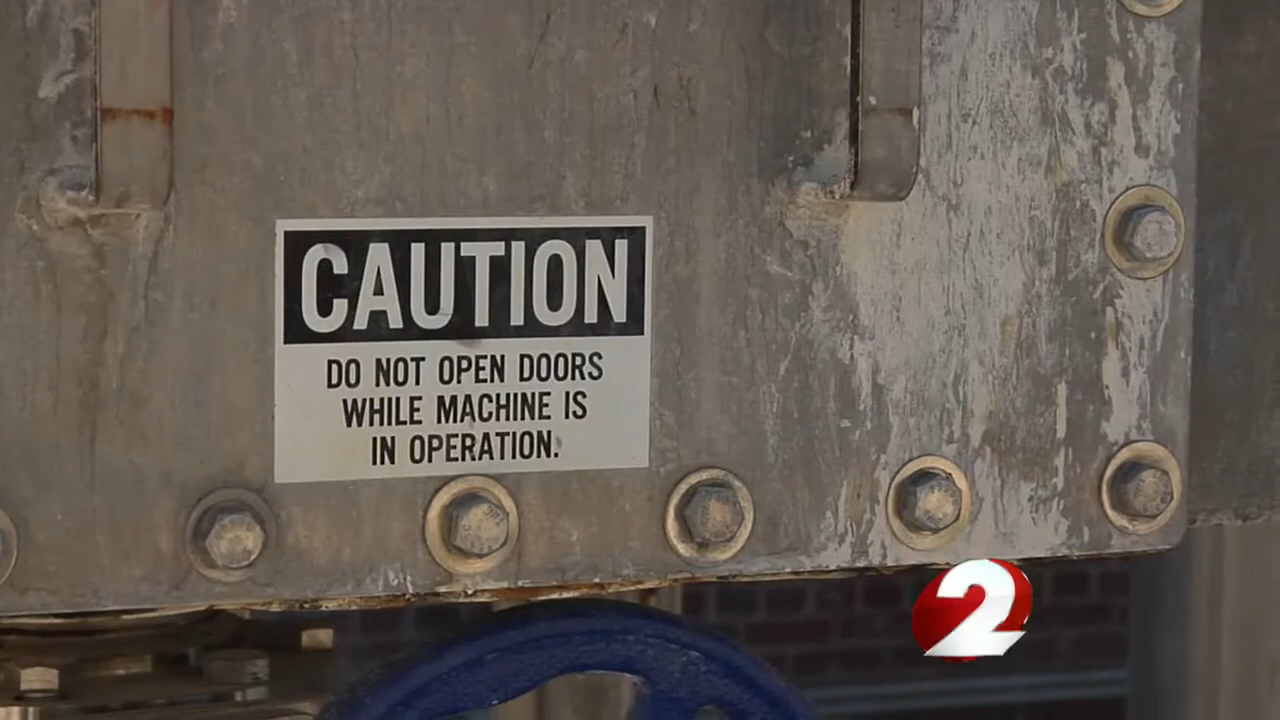 CAUTION
DO NOT OPEN DOORS
WHILE MACHINE IS
IN OPERATION.
2